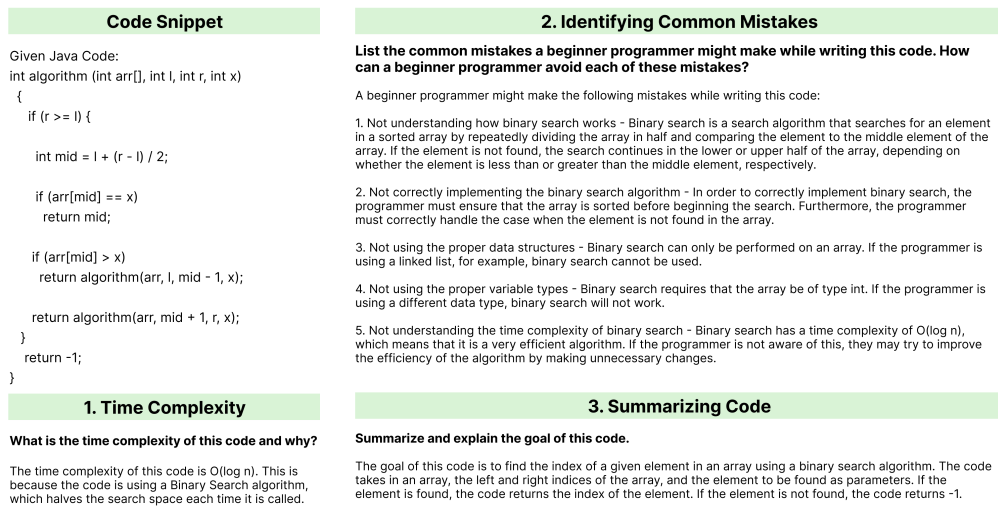 Code Snippet
Given Java Code:
int algorithm (int arr[], int l, int r, int x)
{
if (r >= l) {
int mid = l + (r - l) / 2;
if (arr[mid] == x)
return mid;
if (arr[mid] > x)
return algorithm(arr, l, mid - 1, x);
return algorithm(arr, mid + 1, r, x);
}
return -1;
}
1. Time Complexity
What is the time complexity of this code and why?
The time complexity of this code is O(log n). This is
because the code is using a Binary Search algorithm,
which halves the search space each time it is called.
2. Identifying Common Mistakes
List the common mistakes a beginner programmer might make while writing this code. How
can a beginner programmer avoid each of these mistakes?
A beginner programmer might make the following mistakes while writing this code:
1. Not understanding how binary search works - Binary search is a search algorithm that searches for an element
in a sorted array by repeatedly dividing the array in half and comparing the element to the middle element of the
array. If the element is not found, the search continues in the lower or upper half of the array, depending on
whether the element is less than or greater than the middle element, respectively.
2. Not correctly implementing the binary search algorithm - In order to correctly implement binary search, the
programmer must ensure that the array is sorted before beginning the search. Furthermore, the programmer
must correctly handle the case when the element is not found in the array.
3. Not using the proper data structures - Binary search can only be performed on an array. If the programmer is
using a linked list, for example, binary search cannot be used.
4. Not using the proper variable types - Binary search requires that the array be of type int. If the programmer is
using a different data type, binary search will not work.
5. Not understanding the time complexity of binary search - Binary search has a time complexity of O(log n),
which means that it is a very efficient algorithm. If the programmer is not aware of this, they may try to improve
the efficiency of the algorithm by making unnecessary changes.
3. Summarizing Code
Summarize and explain the goal of this code.
The goal of this code is to find the index of a given element in an array using a binary search algorithm. The code
takes in an array, the left and right indices of the array, and the element to be found as parameters. If the
element is found, the code returns the index of the element. If the element is not found, the code returns -1.